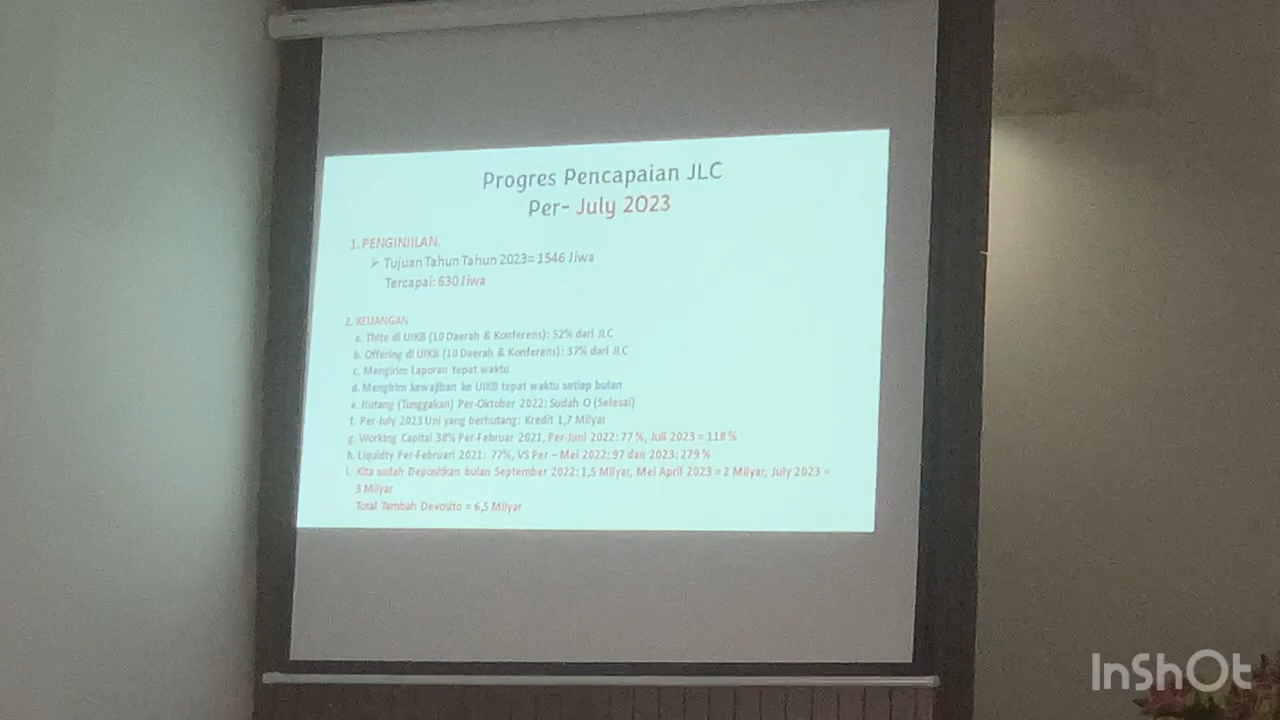 Progres Pencapaian JLC
Per- July 2023
1. PENGINJILAN
➢ Tujuan Tahun Tahun 2023= 1546 Jiwa
Tercapai: 630 Jiwa
2. KEUANGAN
a. Thite di UIKB (10 Daerah & Konferens): 52% dari JLC
b. Offering di UIKB (10 Daerah & Konferens): 37% dari JLC
c. Mengirim Laporan tepat waktu
d. Mengirim kewajiban ke UIKB tepat waktu setiap bulan
e. Hutang (Tunggakan) Per-Oktober 2022: Sudah O (Selesai)
f. Per-July 2023 Uni yang berhutang: Kredit 1,7 Milyar
g. Working Capital 38% Per-Februar 2021, Per-Juni 2022: 77 %, Juli 2023 = 118 %
h. Liquidty Per-Februari 2021: 77%, VS Per – Mei 2022: 97 dan 2023: 279 %
i. Kita sudah Depositkan bulan September 2022: 1,5 Milyar, Mei April 2023 = 2 Milyar, July 2023 =
3 Milyar
Total Tambah Devosito = 6,5 Milyar
InShOt